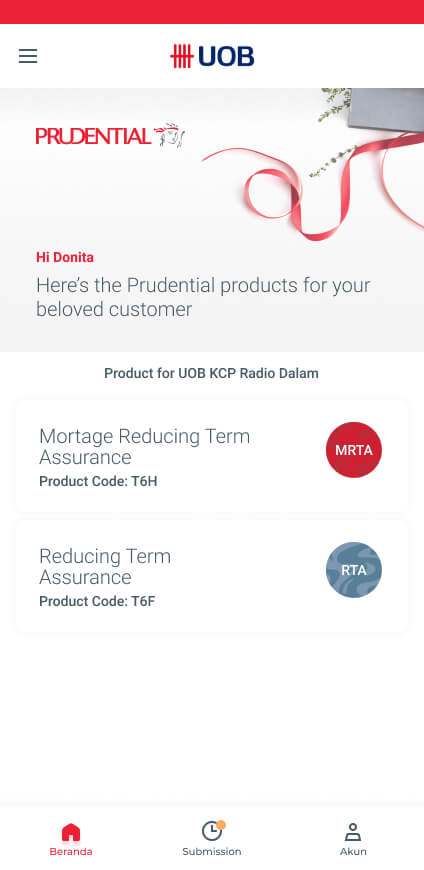 UOB
PRUDENTIAL
Hi Donita
Here’s the Prudential products for your
beloved customer
Product for UOB KCP Radio Dalam
Mortage Reducing Term
Assurance
Product Code: T6H
MRTA
Reducing Term
Assurance
Product Code: T6F
RTA
Beranda
Submission
Akun